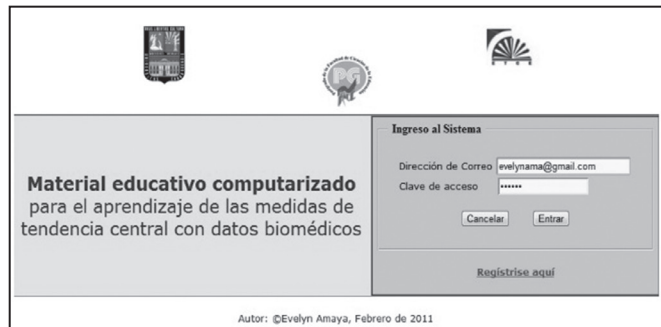 Ingreso al Sistema
Dirección de Correo evelynama@gmail.com
Clave de acceso ••••••
Cancelar Entrar
Regístrise aquí
Material educativo computarizado
para el aprendizaje de las medidas de
tendencia central con datos biomédicos
Autor: ©Evelyn Amaya, Febrero de 2011